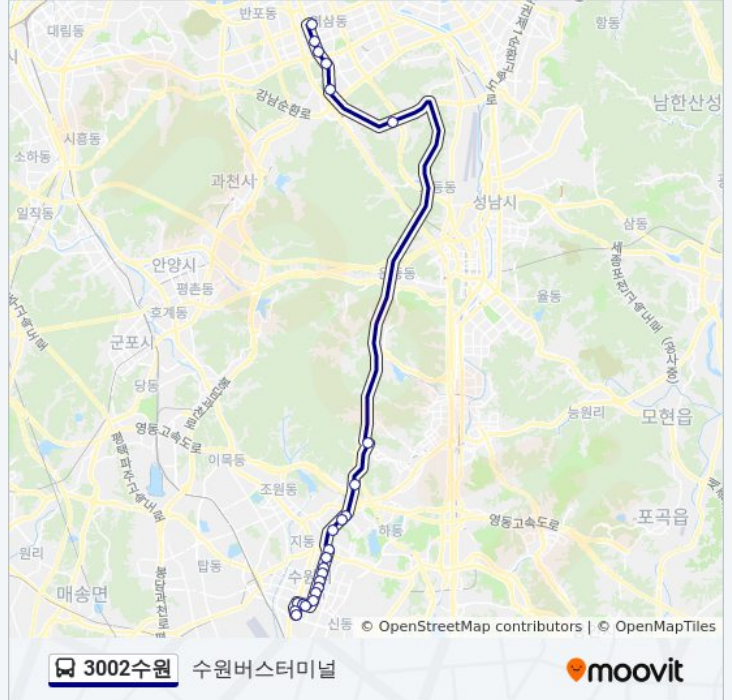 반포동
대림동
항동
강남순환로
남한산성
시흥동
소하동
과천사
성남시
일직동
삼동
안양시
평촌동
율동
호계동
군포시
당동
능원리
모현읍
영동고속도로
이목동
조원동
영동고속도로
포곡읍
하동
지동
원리
탑동
매송면
신동
© OpenStreetMap contributors | © OpenMapTiles
3002수원 수원버스터미널
moovit